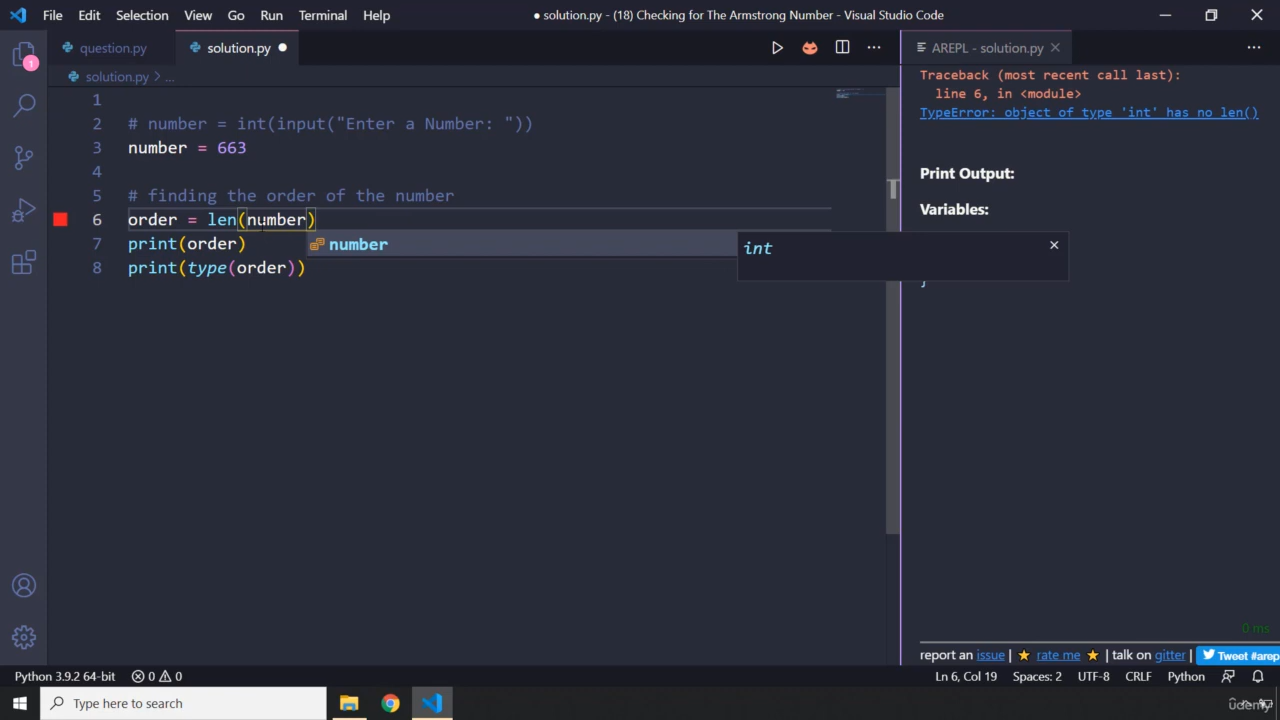 File Edit Selection View Go Run Terminal Help
● solution.py - (18) Checking for The Armstrong Number - Visual Studio Code
question.py solution.py ●
AREPL - solution.py
solution.py > ...
1
2 # number = int(input("Enter a Number: "))
3 number = 663
4
5 # finding the order of the number
6 order = len(number)
7 print(order)
8 print(type(order))
number
int
1
Traceback (most recent call last):
line 6, in <module>
TypeError: object of type 'int' has no len()
Print Output:
Variables:
}
0 ms
report an issue | ★ rate me ★ | talk on gitter | Tweet #arep
Python 3.9.2 64-bit 0 0 Ln 6, Col 19 Spaces: 2 UTF-8 CRLF Python
Type here to search
udemy